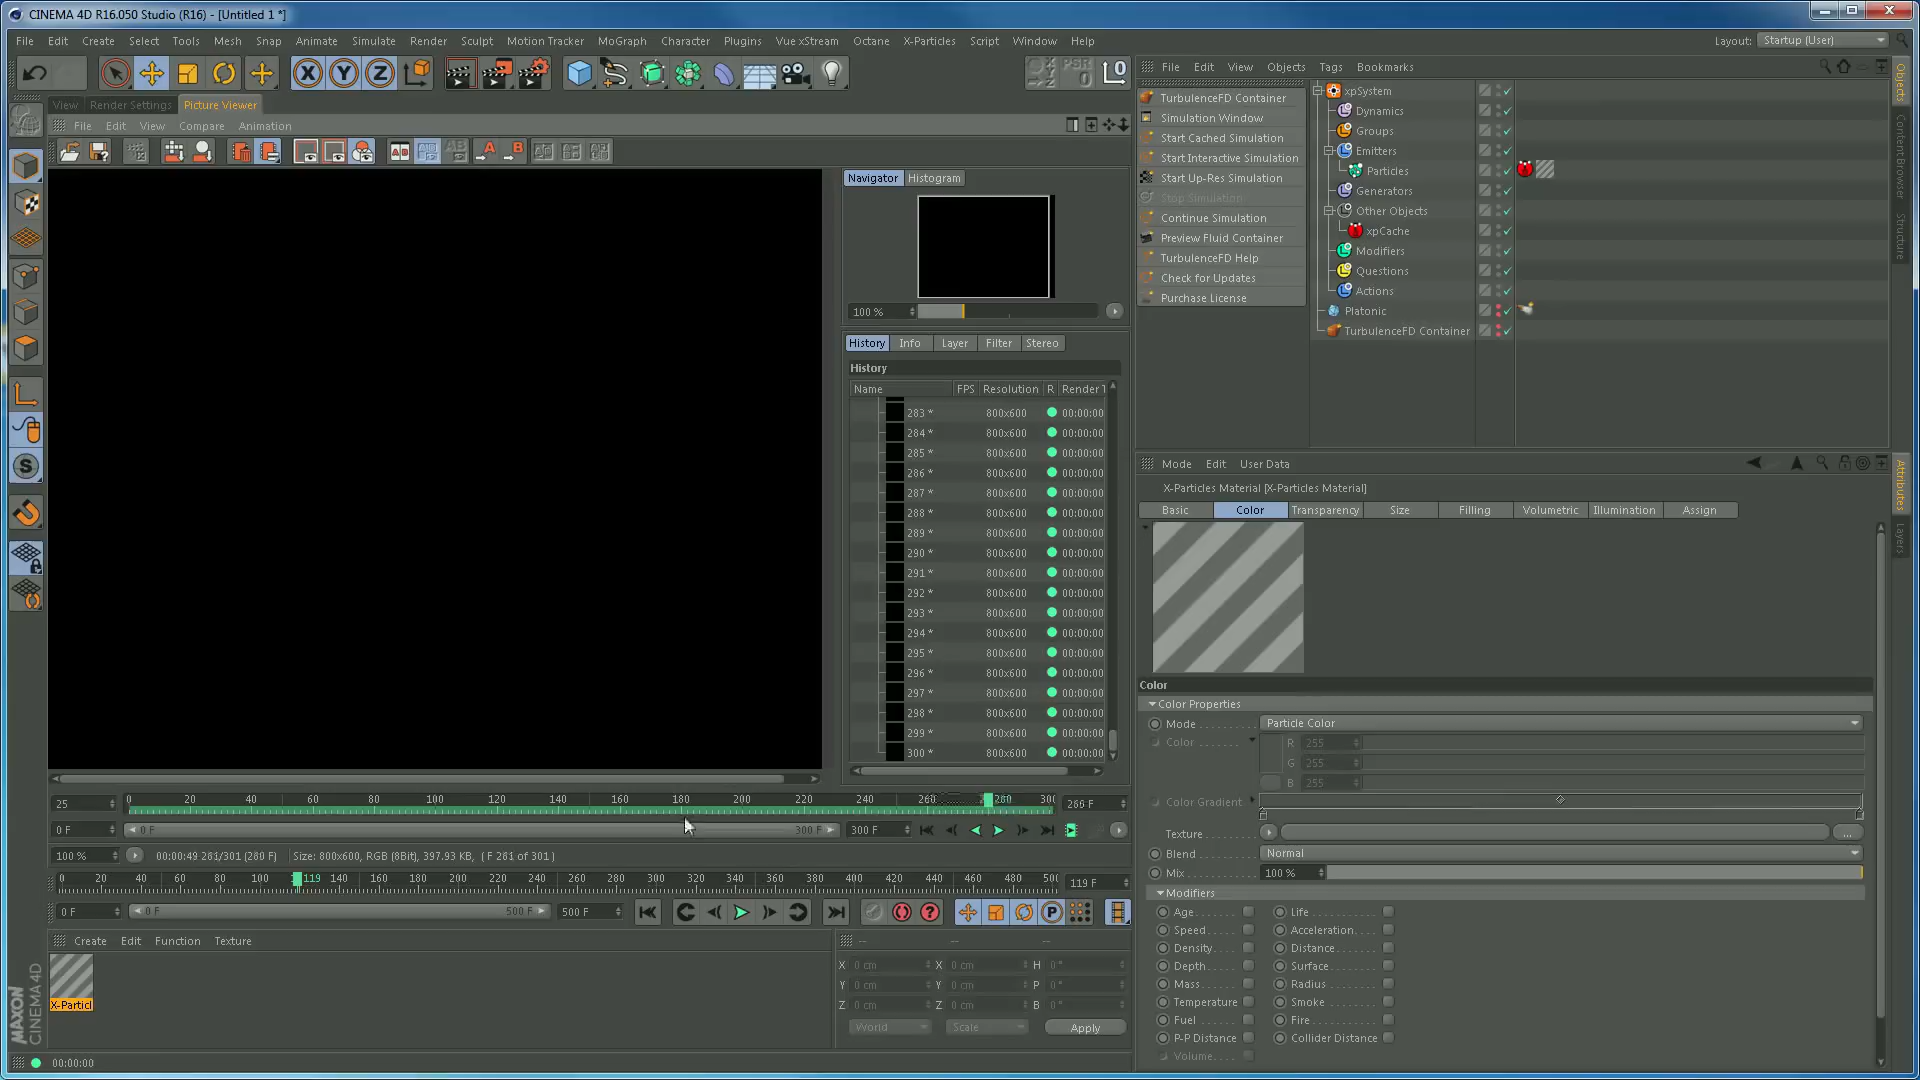 CINEMA 4D R16.050 Studio (R16) - [Untitled 1 *]
File Edit Create Select Tools Mesh Snap Animate Simulate Render Sculpt Motion Tracker MoGraph Character Plugins Vue xStream Octane X-Particles Script Window Help
Layout: Startup (User)
PSR
0
View Render Settings Picture Viewer
File Edit View Compare Animation
File Edit View Objects Tags Bookmarks
Navigator Histogram
100 %
History Info Layer Filter Stereo
History
Name FPS Resolution R Render T
283 * 800x600 00:00:00
284 * 800x600 00:00:00
285 * 800x600 00:00:00
286 * 800x600 00:00:00
287 * 800x600 00:00:00
288 * 800x600 00:00:00
289 * 800x600 00:00:00
290 * 800x600 00:00:00
291 * 800x600 00:00:00
292 * 800x600 00:00:00
293 * 800x600 00:00:00
294 * 800x600 00:00:00
295 * 800x600 00:00:00
296 * 800x600 00:00:00
297 * 800x600 00:00:00
298 * 800x600 00:00:00
299 * 800x600 00:00:00
300 * 800x600 00:00:00
TurbulenceFD Container
Simulation Window
Start Cached Simulation
Start Interactive Simulation
Start Up-Res Simulation
Stop Simulation
Continue Simulation
Preview Fluid Container
TurbulenceFD Help
Check for Updates
Purchase License
xpSystem
Dynamics
Groups
Emitters
Particles
Generators
Other Objects
xpCache
Modifiers
Questions
Actions
Platonic
TurbulenceFD Container
Objects
Content Browser
Structure
Attributes
Layers
Mode Edit User Data
X-Particles Material [X-Particles Material]
Basic Color Transparency Size Filling Volumetric Illumination Assign
Color
Color Properties
Mode Particle Color
Color R 255
G 255
B 255
Color Gradient
Texture ...
Blend Normal
Mix 100 %
Modifiers
Age Life
Speed Acceleration
Density Distance
Depth Surface
Mass Radius
Temperature Smoke
Fuel Fire
P-P Distance Collider Distance
Volume
25 0 20 40 60 80 100 120 140 160 180 200 220 240 260 280 300 266 F
0 F 0 F 300 F 300 F
100 % 00:00:49 281/301 (280 F) Size: 800x600, RGB (8Bit), 397.93 KB, ( F 281 of 301 )
0 20 40 60 80 100 119 140 160 180 200 220 240 260 280 300 320 340 360 380 400 420 440 460 480 500 119 F
0 F 0 F 500 F 500 F
Create Edit Function Texture
-- -- --
X 0 cm X 0 cm H 0 °
Y 0 cm Y 0 cm P 0 °
Z 0 cm Z 0 cm B 0 °
World Scale Apply
X-Particl
MAXON
CINEMA 4D
00:00:00